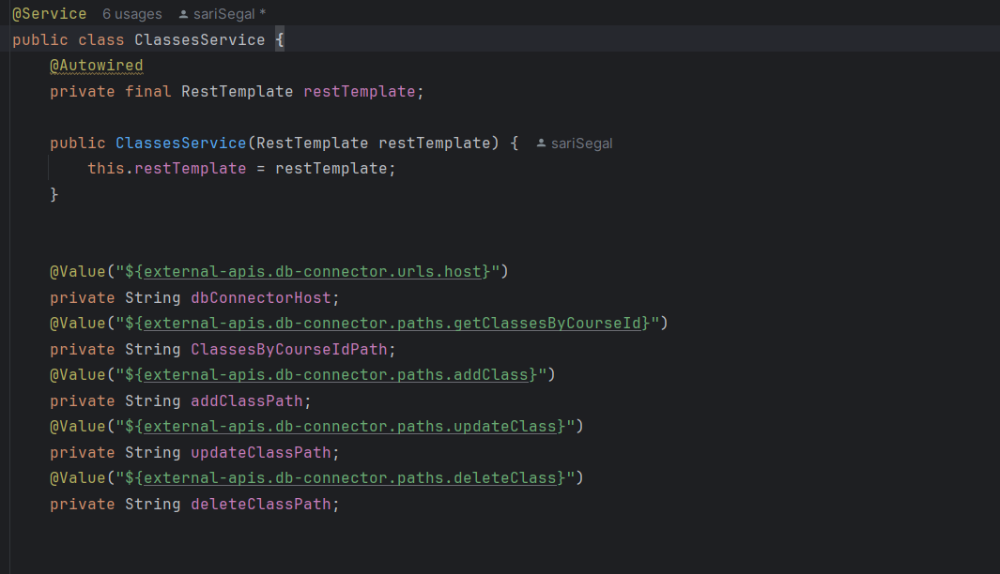 @Service 6 usages sariSegal *
public class ClassesService {
@Autowired
private final RestTemplate restTemplate;
public ClassesService(RestTemplate restTemplate) { sariSegal
this.restTemplate = restTemplate;
}
@Value("${external-apis.db-connector.urls.host}")
private String dbConnectorHost;
@Value("${external-apis.db-connector.paths.getClassesByCourseId}")
private String ClassesByCourseIdPath;
@Value("${external-apis.db-connector.paths.addClass}")
private String addClassPath;
@Value("${external-apis.db-connector.paths.updateClass}")
private String updateClassPath;
@Value("${external-apis.db-connector.paths.deleteClass}")
private String deleteClassPath;